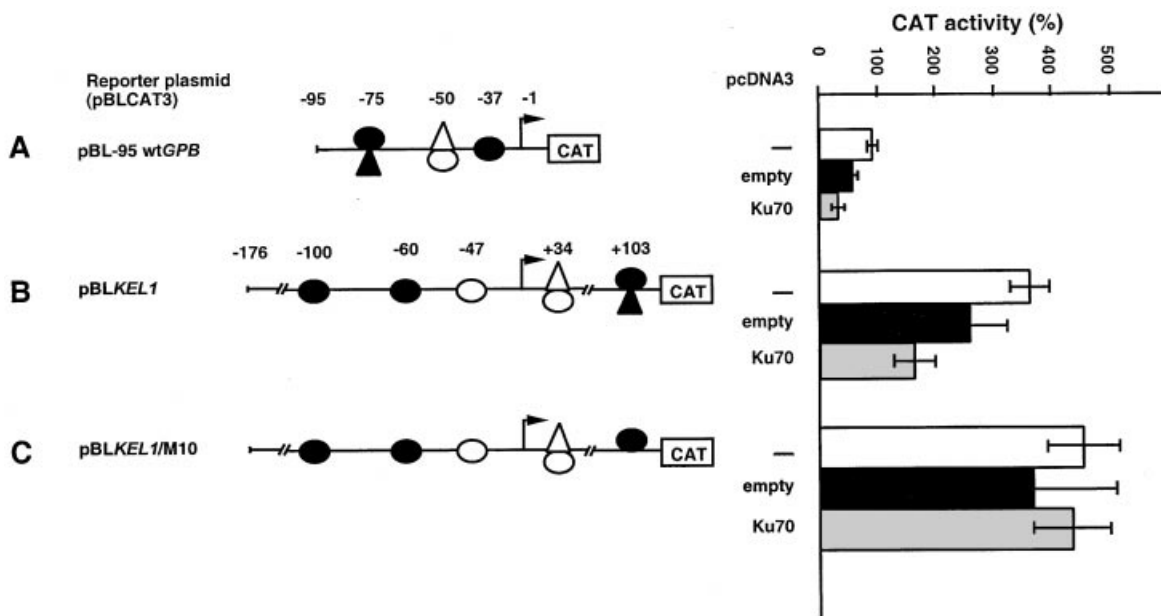 CAT activity (%)
pcDNA3
0 100 200 300 400 500
Reporter plasmid
(pBLCAT3)
-95 -75 -50 -37 -1
A pBL-95 wtGPB CAT
—
empty
Ku70
-176 -100 -60 -47 +34 +103
B pBLKEL1 CAT
—
empty
Ku70
C pBLKEL1/M10 CAT
—
empty
Ku70